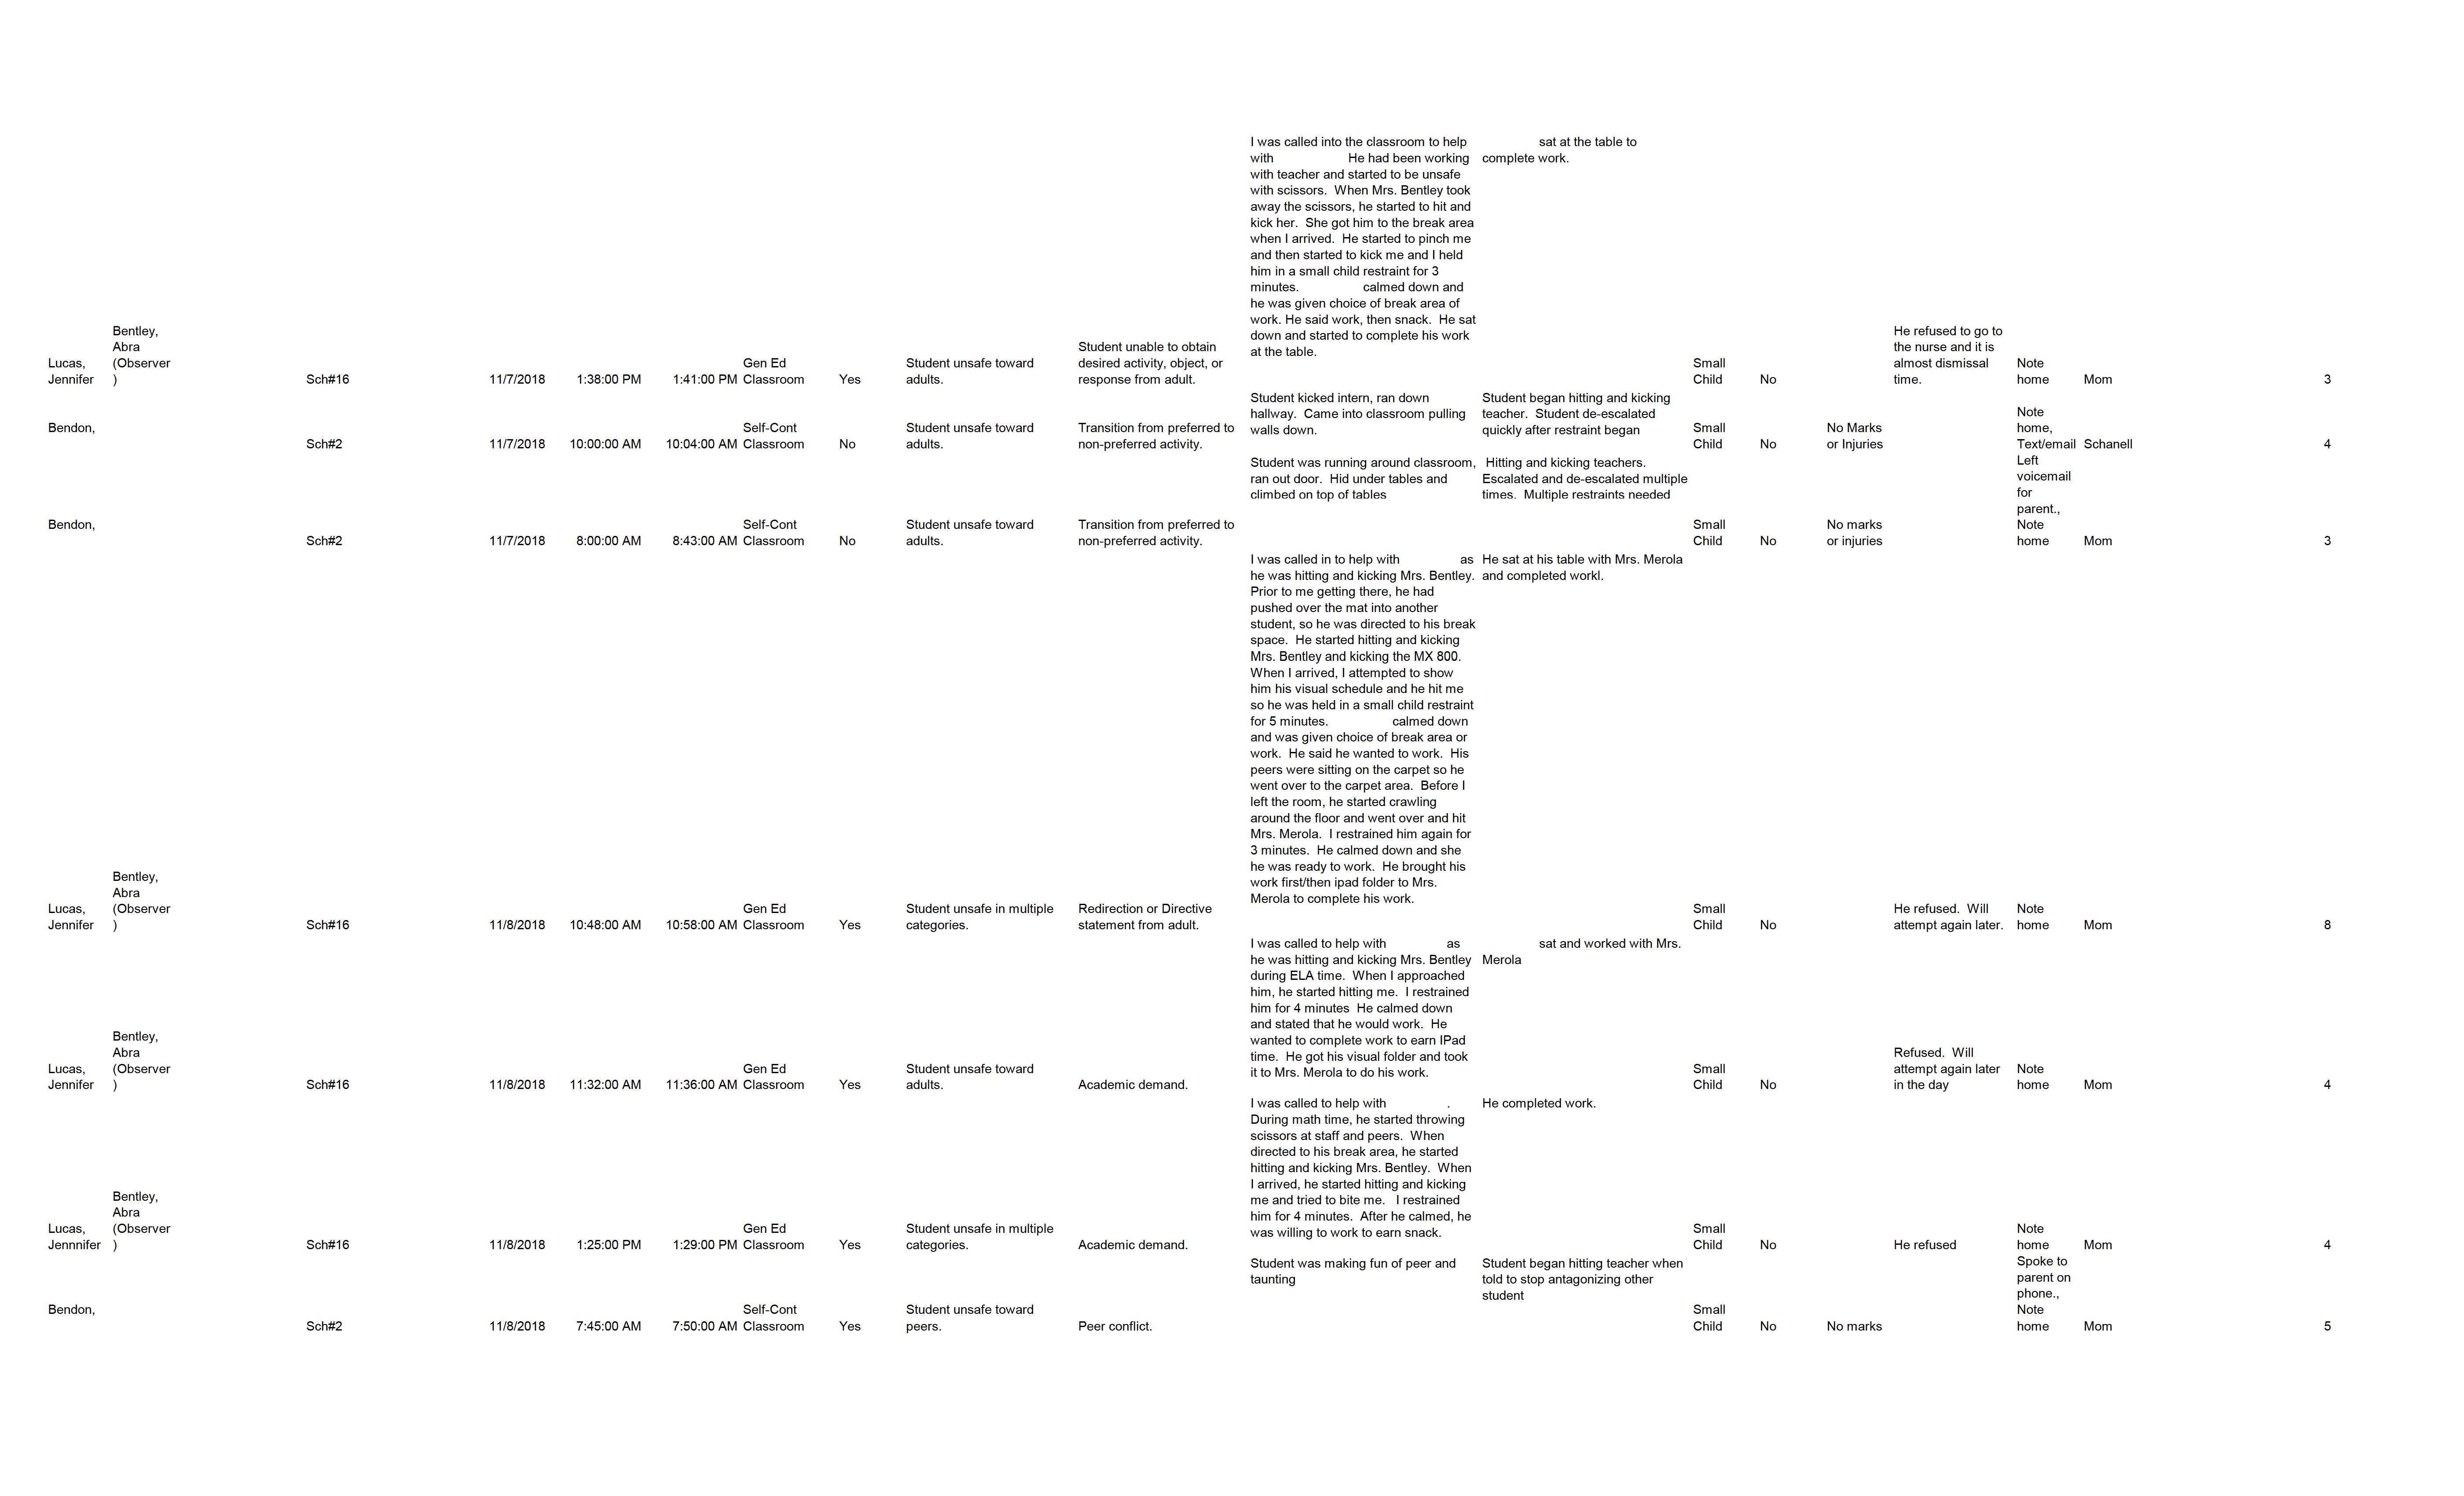 I was called into the classroom to help
with He had been working
with teacher and started to be unsafe
with scissors. When Mrs. Bentley took
away the scissors, he started to hit and
kick her. She got him to the break area
when I arrived. He started to pinch me
and then started to kick me and I held
him in a small child restraint for 3
minutes. calmed down and
he was given choice of break area of
work. He said work, then snack. He sat
down and started to complete his work
at the table.
sat at the table to
complete work.
Lucas,
Jennifer
Bentley,
Abra
(Observer
)
Sch#16
11/7/2018
1:38:00 PM
1:41:00 PM
Gen Ed
Classroom
Yes
Student unsafe toward
adults.
Student unable to obtain
desired activity, object, or
response from adult.
Small
Child
No
He refused to go to
the nurse and it is
almost dismissal
time.
Note
home
Mom
3
Bendon,
Sch#2
11/7/2018
10:00:00 AM
10:04:00 AM
Self-Cont
Classroom
No
Student unsafe toward
adults.
Transition from preferred to
non-preferred activity.
Student kicked intern, ran down
hallway. Came into classroom pulling
walls down.
Student began hitting and kicking
teacher. Student de-escalated
quickly after restraint began
Small
Child
No
No Marks
or Injuries
Note
home,
Text/email
Schanell
4
Bendon,
Sch#2
11/7/2018
8:00:00 AM
8:43:00 AM
Self-Cont
Classroom
No
Student unsafe toward
adults.
Transition from preferred to
non-preferred activity.
Student was running around classroom,
ran out door. Hid under tables and
climbed on top of tables
Hitting and kicking teachers.
Escalated and de-escalated multiple
times. Multiple restraints needed
Small
Child
No
No marks
or injuries
Left
voicemail
for
parent.,
Note
home
Mom
3
I was called in to help with as
he was hitting and kicking Mrs. Bentley.
Prior to me getting there, he had
pushed over the mat into another
student, so he was directed to his break
space. He started hitting and kicking
Mrs. Bentley and kicking the MX 800.
When I arrived, I attempted to show
him his visual schedule and he hit me
so he was held in a small child restraint
for 5 minutes. calmed down
and was given choice of break area or
work. He said he wanted to work. His
peers were sitting on the carpet so he
went over to the carpet area. Before I
left the room, he started crawling
around the floor and went over and hit
Mrs. Merola. I restrained him again for
3 minutes. He calmed down and she
he was ready to work. He brought his
work first/then ipad folder to Mrs.
Merola to complete his work.
He sat at his table with Mrs. Merola
and completed workl.
Lucas,
Jennifer
Bentley,
Abra
(Observer
)
Sch#16
11/8/2018
10:48:00 AM
10:58:00 AM
Gen Ed
Classroom
Yes
Student unsafe in multiple
categories.
Redirection or Directive
statement from adult.
Small
Child
No
He refused. Will
attempt again later.
Note
home
Mom
8
I was called to help with as
he was hitting and kicking Mrs. Bentley
during ELA time. When I approached
him, he started hitting me. I restrained
him for 4 minutes He calmed down
and stated that he would work. He
wanted to complete work to earn IPad
time. He got his visual folder and took
it to Mrs. Merola to do his work.
sat and worked with Mrs.
Merola
Lucas,
Jennifer
Bentley,
Abra
(Observer
)
Sch#16
11/8/2018
11:32:00 AM
11:36:00 AM
Gen Ed
Classroom
Yes
Student unsafe toward
adults.
Academic demand.
Small
Child
No
Refused. Will
attempt again later
in the day
Note
home
Mom
4
I was called to help with .
During math time, he started throwing
scissors at staff and peers. When
directed to his break area, he started
hitting and kicking Mrs. Bentley. When
I arrived, he started hitting and kicking
me and tried to bite me. I restrained
him for 4 minutes. After he calmed, he
was willing to work to earn snack.
He completed work.
Lucas,
Jennnifer
Bentley,
Abra
(Observer
)
Sch#16
11/8/2018
1:25:00 PM
1:29:00 PM
Gen Ed
Classroom
Yes
Student unsafe in multiple
categories.
Academic demand.
Small
Child
No
He refused
Note
home
Mom
4
Bendon,
Sch#2
11/8/2018
7:45:00 AM
7:50:00 AM
Self-Cont
Classroom
Yes
Student unsafe toward
peers.
Peer conflict.
Student was making fun of peer and
taunting
Student began hitting teacher when
told to stop antagonizing other
student
Small
Child
No
No marks
Spoke to
parent on
phone.,
Note
home
Mom
5